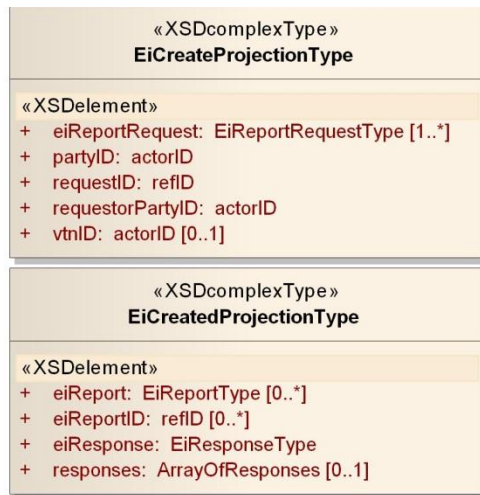 «XSDcomplexType»
EiCreateProjectionType
«XSDelement»
+ eiReportRequest: EiReportRequestType [1..*]
+ partyID: actorID
+ requestID: refID
+ requestorPartyID: actorID
+ vtnID: actorID [0..1]
«XSDcomplexType»
EiCreatedProjectionType
«XSDelement»
+ eiReport: EiReportType [0..*]
+ eiReportID: refID [0..*]
+ eiResponse: EiResponseType
+ responses: ArrayOfResponses [0..1]